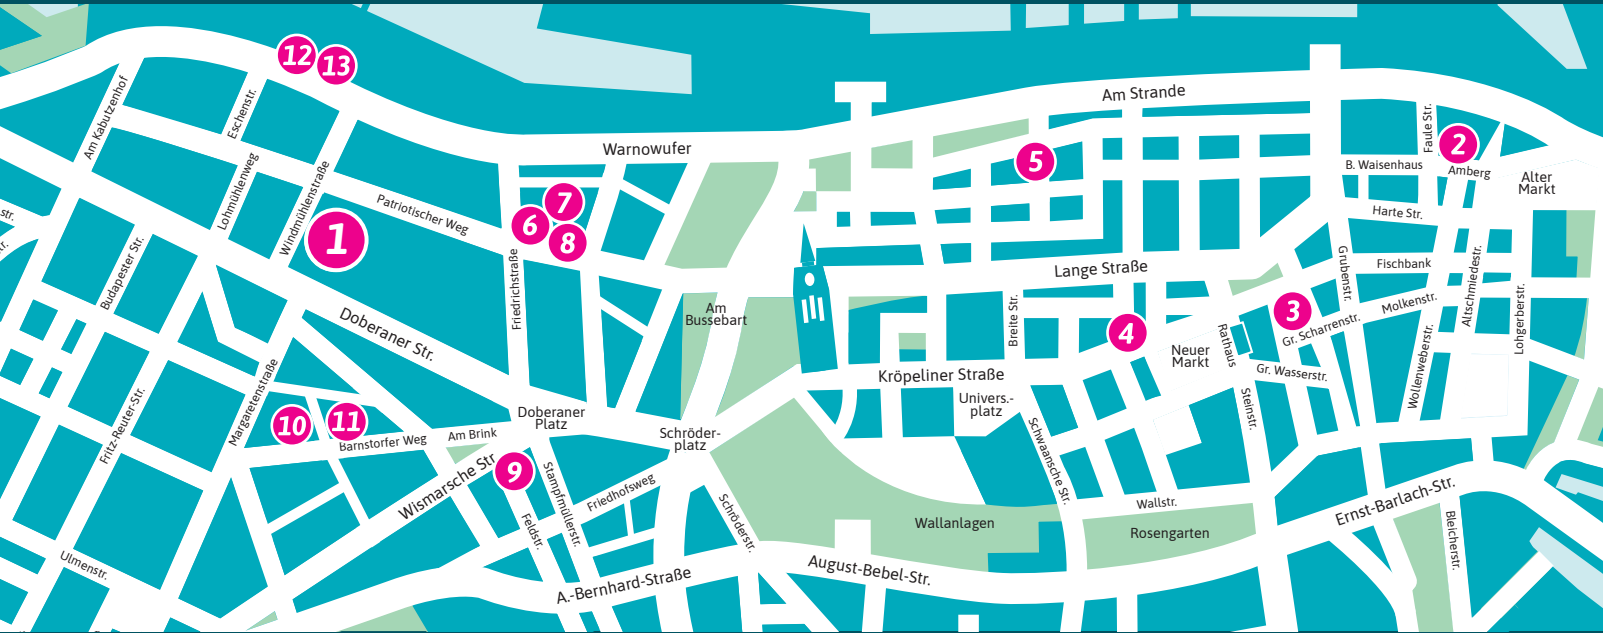 12
13
Am Kabutzenhof
Eschenstr.
Lohmühlenweg
Windmühlenstraße
str.
tr.
Budapester Str.
1
Patriotischer Weg
Warnowufer
7
6
8
Friedrichstraße
Doberaner Str.
Am
Bussebart
Am Strande
5
Lange Straße
Breite Str.
4
Kröpeliner Straße
Univers.-
platz
Neuer
Markt
Rathaus
3
Gr. Scharrenstr.
Gr. Wasserstr.
Molkenstr.
Grubenstr.
Fischbank
Harte Str.
B. Waisenhaus
Faule Str.
2
Amberg
Alter
Markt
Altschmiedestr.
Lohgerberstr.
Wollenweberstr.
Steinstr.
Schwaansche Str.
Wallstr.
Rosengarten
Wallanlagen
Ernst-Barlach-Str.
Bleicherstr.
August-Bebel-Str.
A.-Bernhard-Straße
Schröder-
platz
Schröderstr.
Doberaner
Platz
Am Brink
Barnstorfer Weg
10
11
Margaretenstraße
Fritz-Reuter-Str.
Ulmenstr.
Wismarsche Str
9
Feldstr.
Stampfmüllerstr.
Friedhofsweg